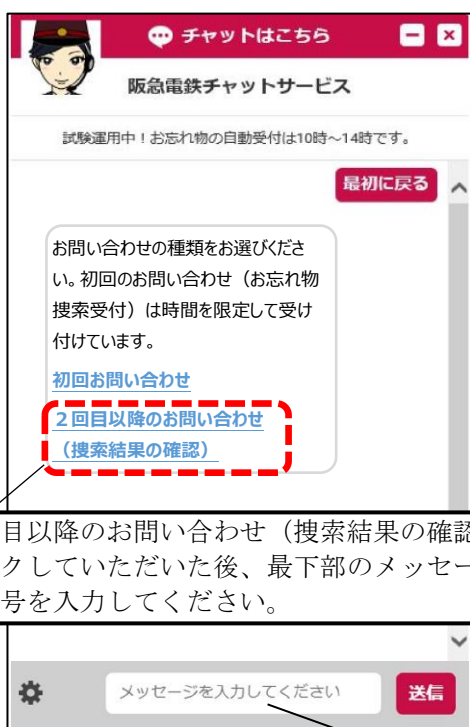 チャットはこちら
阪急電鉄チャットサービス
試験運用中！お忘れ物の自動受付は10時～14時です。
最初に戻る
お問い合わせの種類をお選びくださ
い。初回のお問い合わせ（お忘れ物
捜索受付）は時間を限定して受け
付けています。
初回お問い合わせ
２回目以降のお問い合わせ
（捜索結果の確認）
目以降のお問い合わせ（捜索結果の確認
クしていただいた後、最下部のメッセー
号を入力してください。
メッセージを入力してください
送信